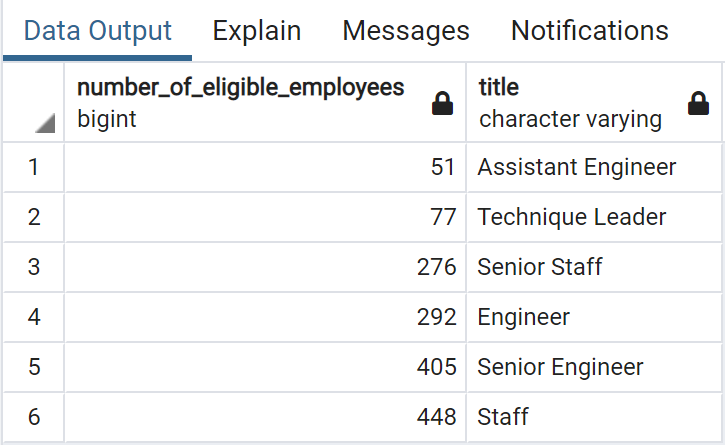 Data Output Explain Messages Notifications
number_of_eligible_employees title
bigint character varying
1 51 Assistant Engineer
2 77 Technique Leader
3 276 Senior Staff
4 292 Engineer
5 405 Senior Engineer
6 448 Staff